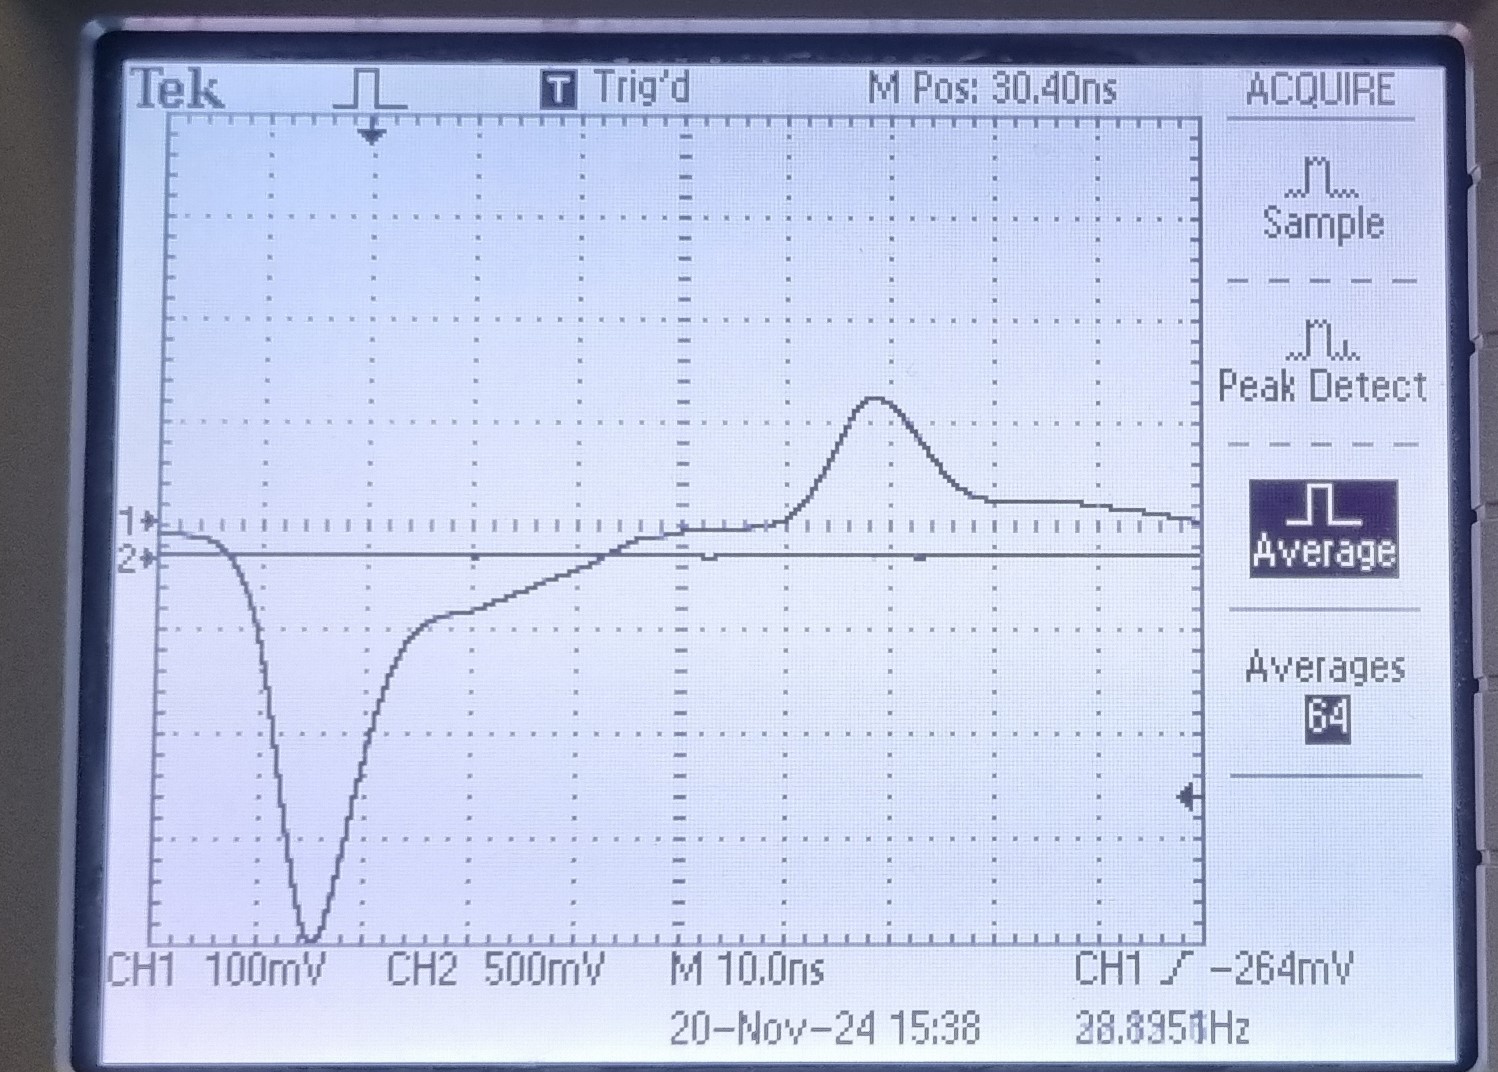 Tek T Trig'd M Pos: 30.40ns ACQUIRE
Sample
Peak Detect
1
2
Average
Averages
64
CH1 100mV CH2 500mV M 10.0ns CH1 -264mV
20-Nov-24 15:38